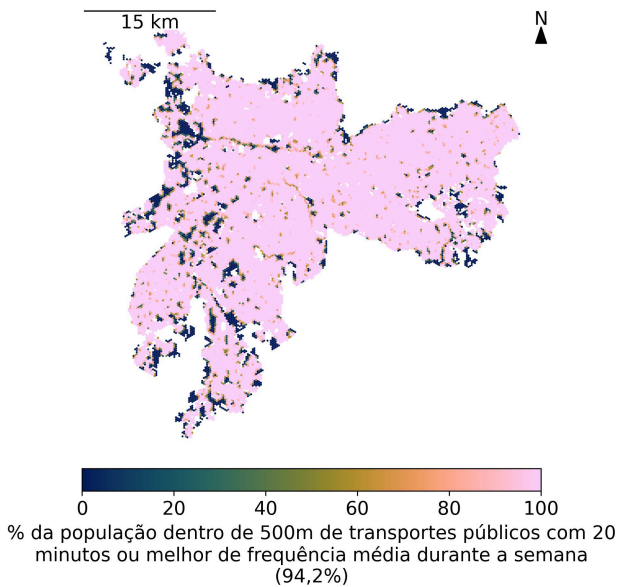 15 km
N
0 20 40 60 80 100
% da população dentro de 500m de transportes públicos com 20
minutos ou melhor de frequência média durante a semana
(94,2%)